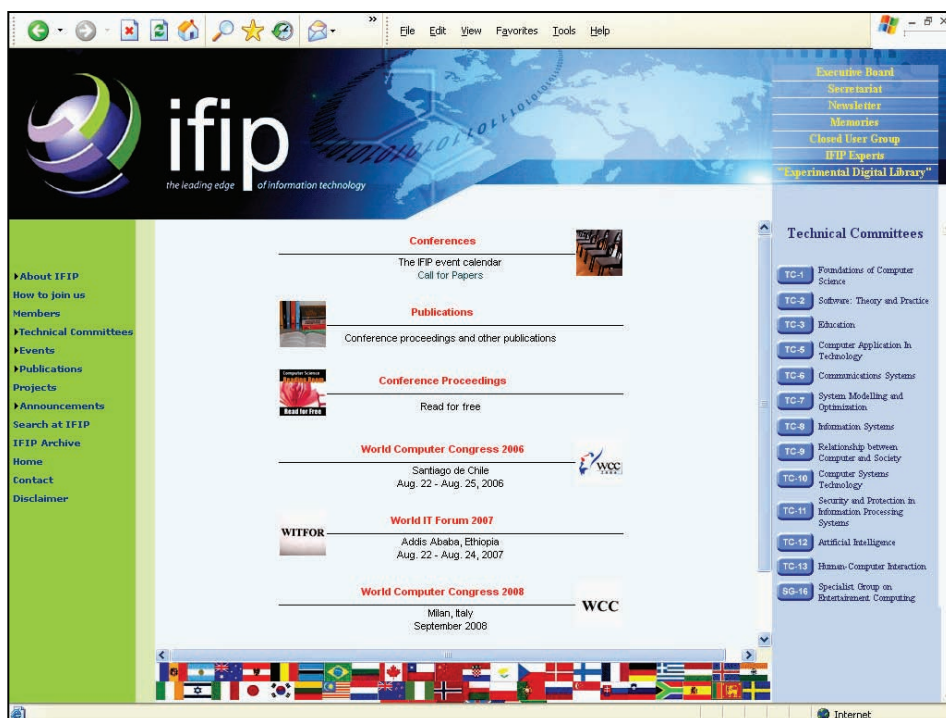 »
File Edit View Favorites Tools Help
ifip
the leading edge of information technology
Executive Board
Secretariat
Newsletter
Memories
Closed User Group
IFIP Experts
"Experimental Digital Library"
About IFIP
How to join us
Members
Technical Committees
Events
Publications
Projects
Announcements
Search at IFIP
IFIP Archive
Home
Contact
Disclaimer
Conferences
The IFIP event calendar
Call for Papers
Publications
Conference proceedings and other publications
Computer Science
Reading Room
Read for Free
Conference Proceedings
Read for free
World Computer Congress 2006
Santiago de Chile
Aug. 22 - Aug. 25, 2006
WCC
WITFOR
World IT Forum 2007
Addis Ababa, Ethiopia
Aug. 22 - Aug. 24, 2007
World Computer Congress 2008
Milan, Italy
September 2008
WCC
Technical Committees
TC-1 Foundations of Computer
Science
TC-2 Software: Theory and Practice
TC-3 Education
TC-5 Computer Application In
Technology
TC-6 Communications Systems
TC-7 System Modelling and
Optimization
TC-8 Information Systems
TC-9 Relationship between
Computer and Society
TC-10 Computer Systems
Technology
TC-11 Security and Protection in
Information Processing
Systems
TC-12 Artificial Intelligence
TC-13 Human-Computer Interaction
SG-16 Specialist Group on
Entertainment Computing
Internet